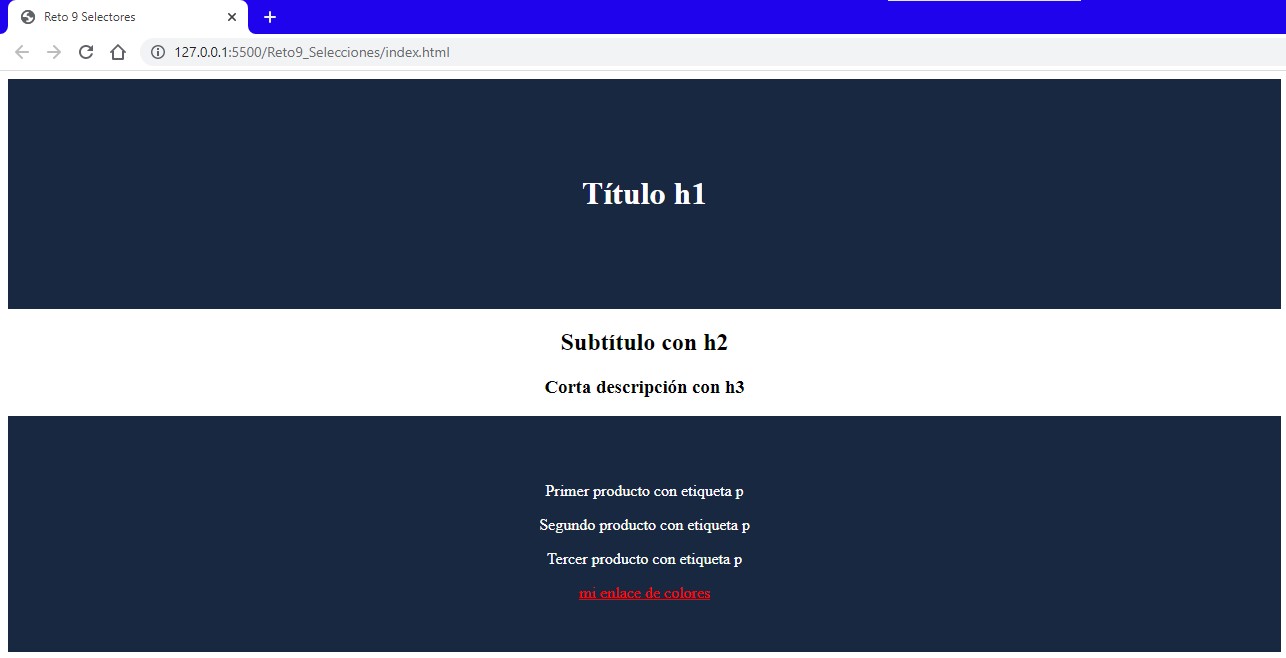 Reto 9 Selectores
127.0.0.1:5500/Reto9_Selecciones/index.html
Título h1
Subtítulo con h2
Corta descripción con h3
Primer producto con etiqueta p
Segundo producto con etiqueta p
Tercer producto con etiqueta p
mi enlace de colores